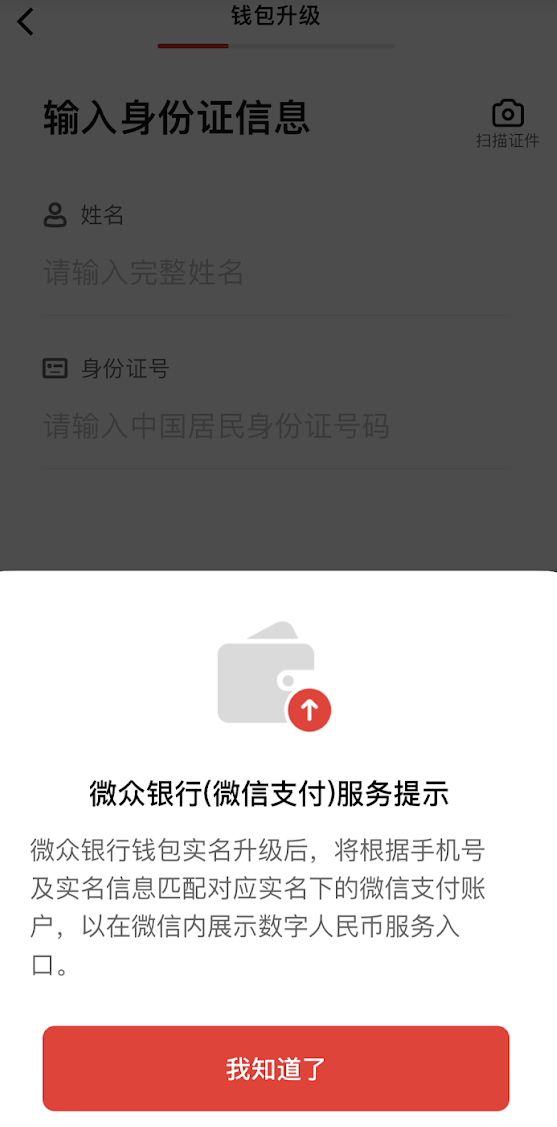 钱包升级
输入身份证信息
扫描证件
姓名
请输入完整姓名
身份证号
请输入中国居民身份证号码
微众银行(微信支付)服务提示
微众银行钱包实名升级后，将根据手机号
及实名信息匹配对应实名下的微信支付账
户，以在微信内展示数字人民币服务入
口。
我知道了